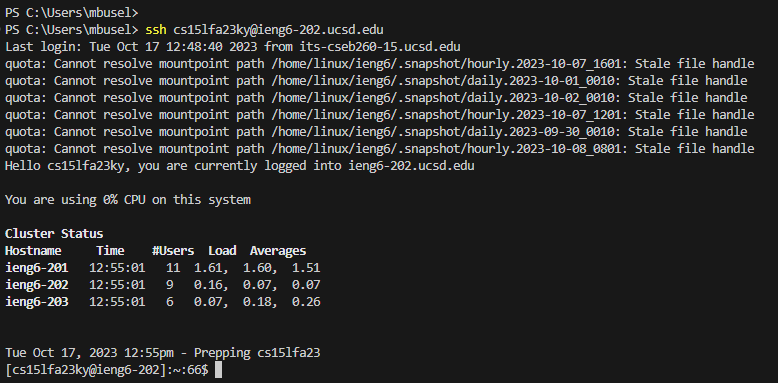 PS C:\Users\mbusel>
PS C:\Users\mbusel> ssh cs15lfa23ky@ieng6-202.ucsd.edu
Last login: Tue Oct 17 12:48:40 2023 from its-cseb260-15.ucsd.edu
quota: Cannot resolve mountpoint path /home/linux/ieng6/.snapshot/hourly.2023-10-07_1601: Stale file handle
quota: Cannot resolve mountpoint path /home/linux/ieng6/.snapshot/daily.2023-10-01_0010: Stale file handle
quota: Cannot resolve mountpoint path /home/linux/ieng6/.snapshot/daily.2023-10-02_0010: Stale file handle
quota: Cannot resolve mountpoint path /home/linux/ieng6/.snapshot/hourly.2023-10-07_1201: Stale file handle
quota: Cannot resolve mountpoint path /home/linux/ieng6/.snapshot/daily.2023-09-30_0010: Stale file handle
quota: Cannot resolve mountpoint path /home/linux/ieng6/.snapshot/hourly.2023-10-08_0801: Stale file handle
Hello cs15lfa23ky, you are currently logged into ieng6-202.ucsd.edu

You are using 0% CPU on this system

Cluster Status
Hostname     Time    #Users  Load  Averages
ieng6-201   12:55:01   11  1.61,  1.60,  1.51
ieng6-202   12:55:01   9   0.16,  0.07,  0.07
ieng6-203   12:55:01   6   0.07,  0.18,  0.26

Tue Oct 17, 2023 12:55pm - Prepping cs15lfa23
[cs15lfa23ky@ieng6-202]:~:66$